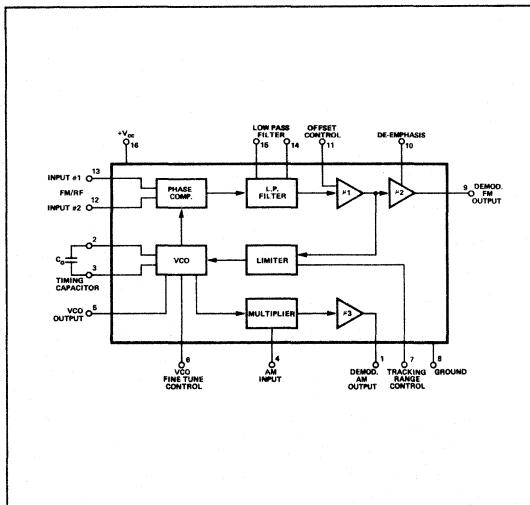 +Vcc
16
LOW PASS
FILTER
15
14
OFFSET
CONTROL
11
DE-EMPHASIS
10
INPUT #1
13
FM/RF
INPUT #2
12
PHASE
COMP.
L.P.
FILTER
μ1
μ2
9
DEMOD.
FM
OUTPUT
2
C₀
3
TIMING
CAPACITOR
VCO
LIMITER
VCO
OUTPUT
5
MULTIPLIER
μ3
6
VCO
FINE TUNE
CONTROL
4
AM
INPUT
1
DEMOD.
AM
OUTPUT
7
TRACKING
RANGE
CONTROL
8
GROUND